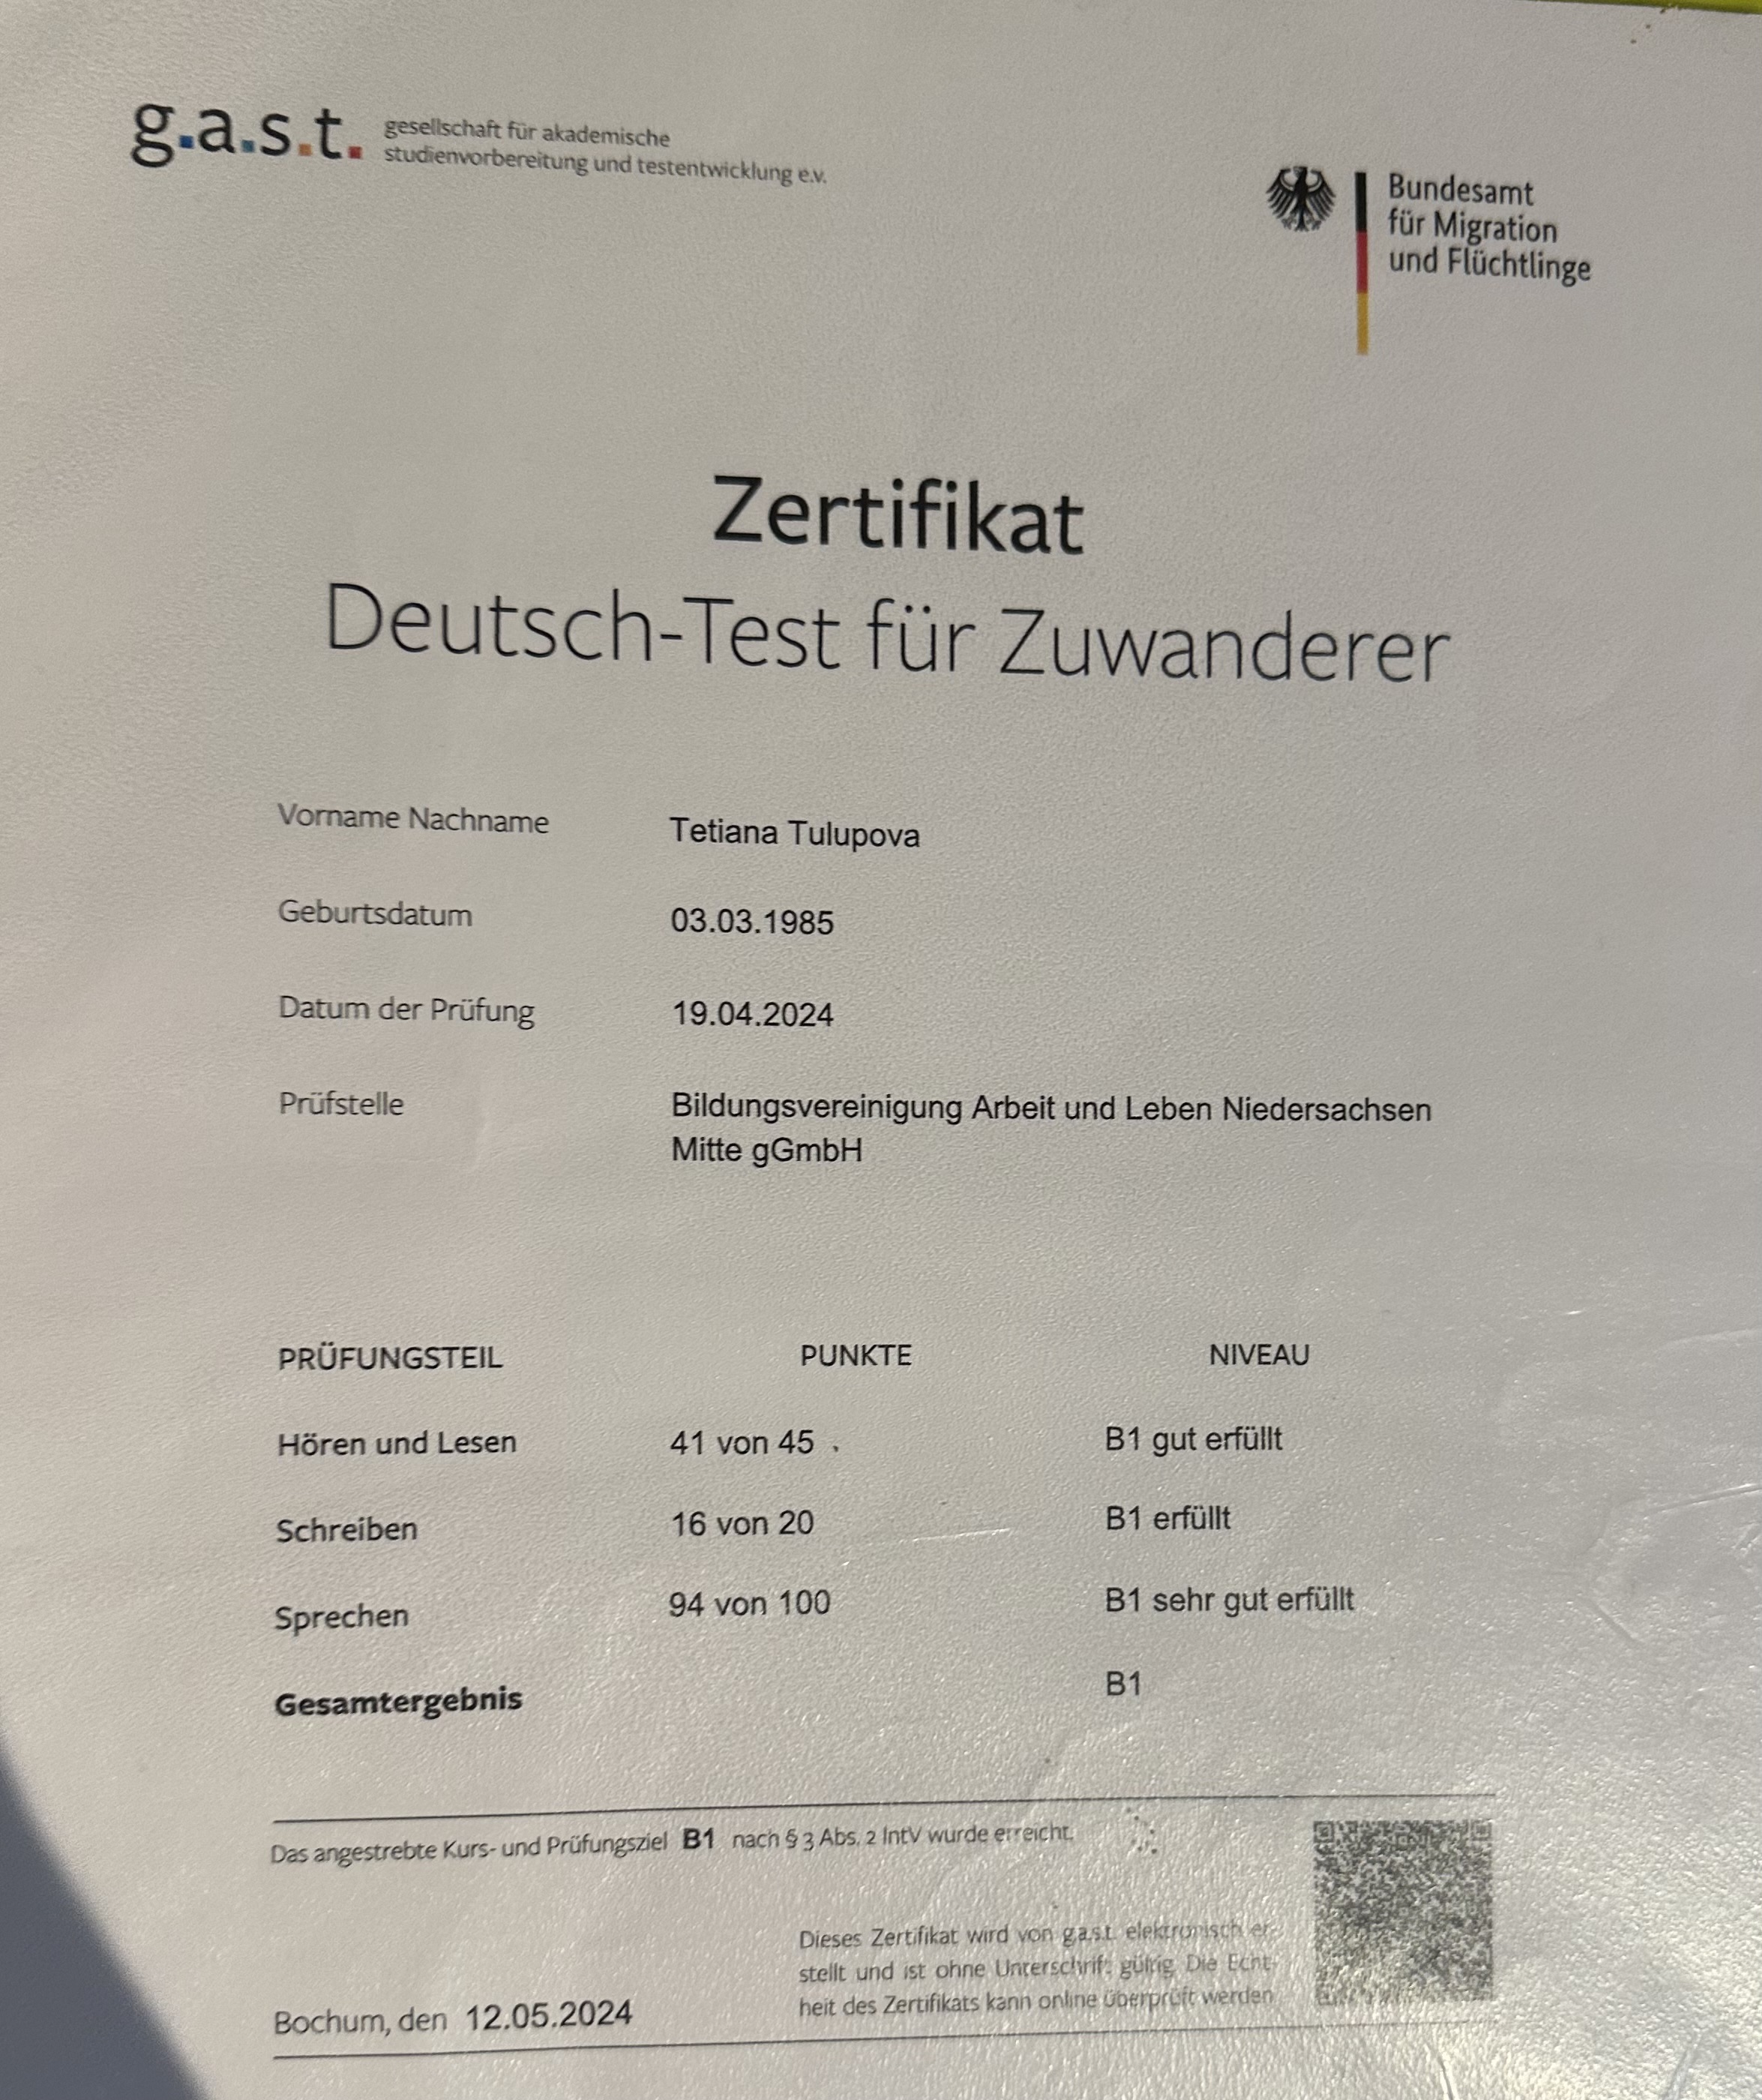 g.a.s.t. gesellschaft für akademische
studienvorbereitung und testentwicklung e.v.
Bundesamt
für Migration
und Flüchtlinge
Zertifikat
Deutsch-Test für Zuwanderer
Vorname Nachname Tetiana Tulupova
Geburtsdatum 03.03.1985
Datum der Prüfung 19.04.2024
Prüfstelle Bildungsvereinigung Arbeit und Leben Niedersachsen
Mitte gGmbH
PRÜFUNGSTEIL PUNKTE NIVEAU
Hören und Lesen 41 von 45 B1 gut erfüllt
Schreiben 16 von 20 B1 erfüllt
Sprechen 94 von 100 B1 sehr gut erfüllt
Gesamtergebnis B1
Das angestrebte Kurs- und Prüfungsziel B1 nach § 3 Abs. 2 IntV wurde erreicht.
Dieses Zertifikat wird von g.a.s.t. elektronisch er-
stellt und ist ohne Unterschrift gültig. Die Echt-
heit des Zertifikats kann online überprüft werden.
Bochum, den 12.05.2024